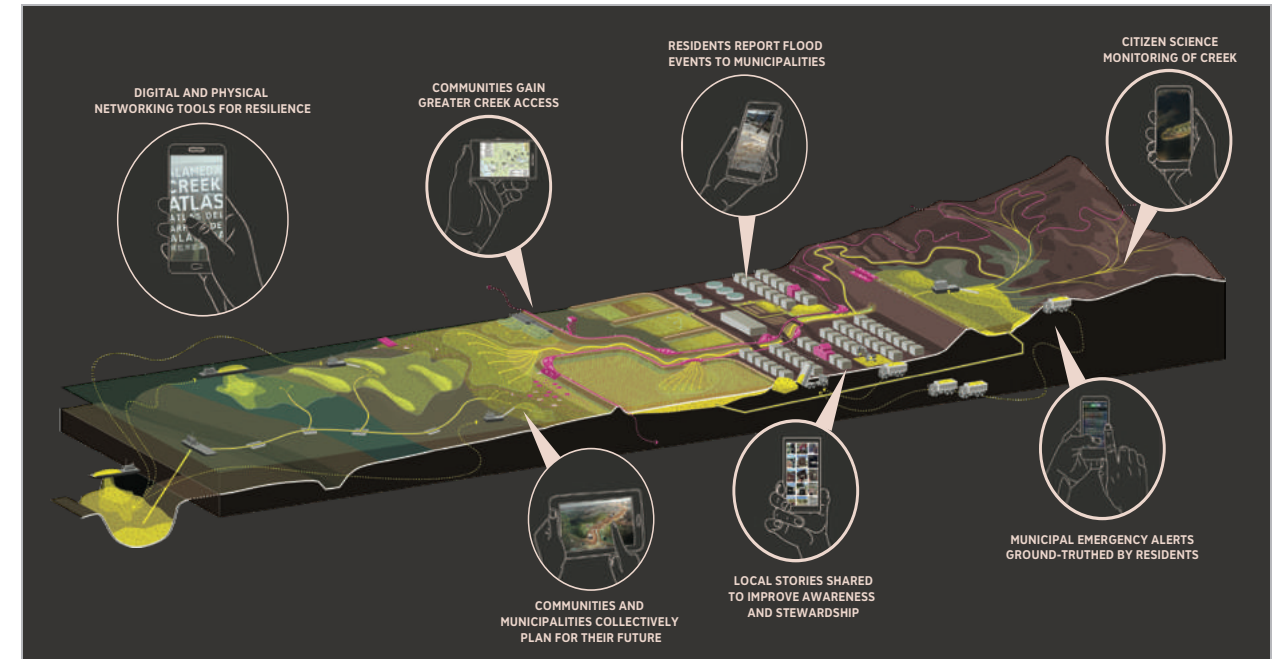 RESIDENTS REPORT FLOOD
EVENTS TO MUNICIPALITIES
CITIZEN SCIENCE
MONITORING OF CREEK
DIGITAL AND PHYSICAL
NETWORKING TOOLS FOR RESILIENCE
COMMUNITIES GAIN
GREATER CREEK ACCESS
ALAMEDA
CREEK
ATLAS
ATLAS DEL
MUNICIPAL EMERGENCY ALERTS
GROUND-TRUTHED BY RESIDENTS
LOCAL STORIES SHARED
TO IMPROVE AWARENESS
AND STEWARDSHIP
COMMUNITIES AND
MUNICIPALITIES COLLECTIVELY
PLAN FOR THEIR FUTURE